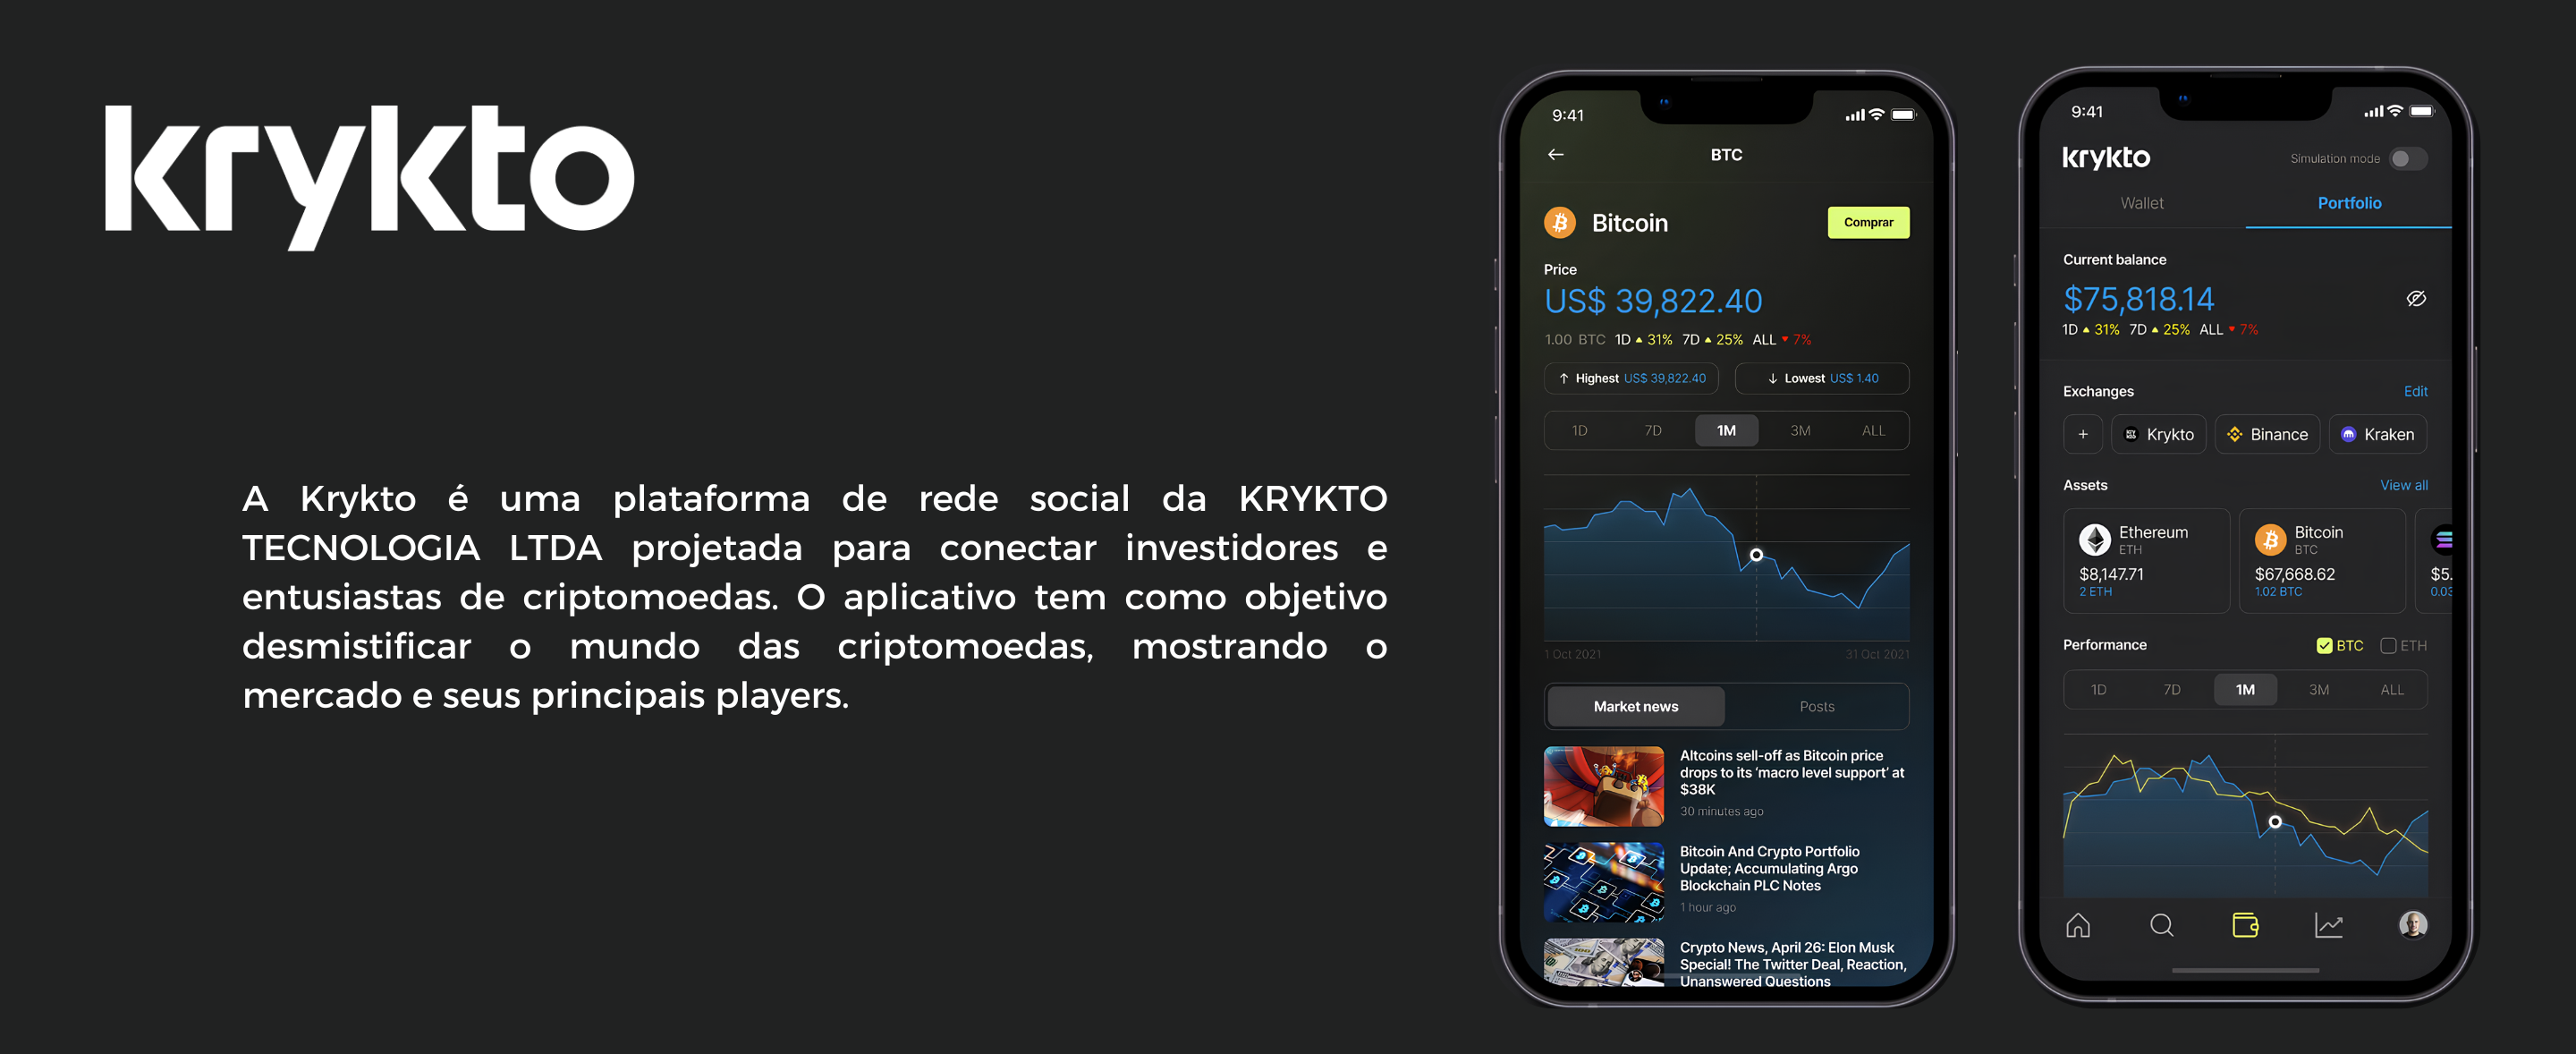 krykto
A Krykto é uma plataforma de rede social da KRYKTO
TECNOLOGIA LTDA projetada para conectar investidores e
entusiastas de criptomoedas. O aplicativo tem como objetivo
desmistificar o mundo das criptomoedas, mostrando o
mercado e seus principais players.
9:41
BTC
Bitcoin
Comprar
Price
US$ 39,822.40
1.00 BTC 1D ▲ 31% 7D ▲ 25% ALL ▼ 7%
↑ Highest US$ 39,822.40 ↓ Lowest US$ 1.40
1D 7D 1M 3M ALL
1 Oct 2021 31 Oct 2021
Market news Posts
Altcoins sell-off as Bitcoin price
drops to its ‘macro level support’ at
$38K
30 minutes ago
Bitcoin And Crypto Portfolio
Update; Accumulating Argo
Blockchain PLC Notes
1 hour ago
Crypto News, April 26: Elon Musk
Special! The Twitter Deal, Reaction,
Unanswered Questions
9:41
krykto Simulation mode
Wallet Portfolio
Current balance
$75,818.14
1D ▲ 31% 7D ▲ 25% ALL ▼ 7%
Exchanges Edit
+ Krykto Binance Kraken
Assets View all
Ethereum
ETH
$8,147.71
2 ETH
Bitcoin
BTC
$67,668.62
1.02 BTC
$5.
0.03
Performance BTC ETH
1D 7D 1M 3M ALL